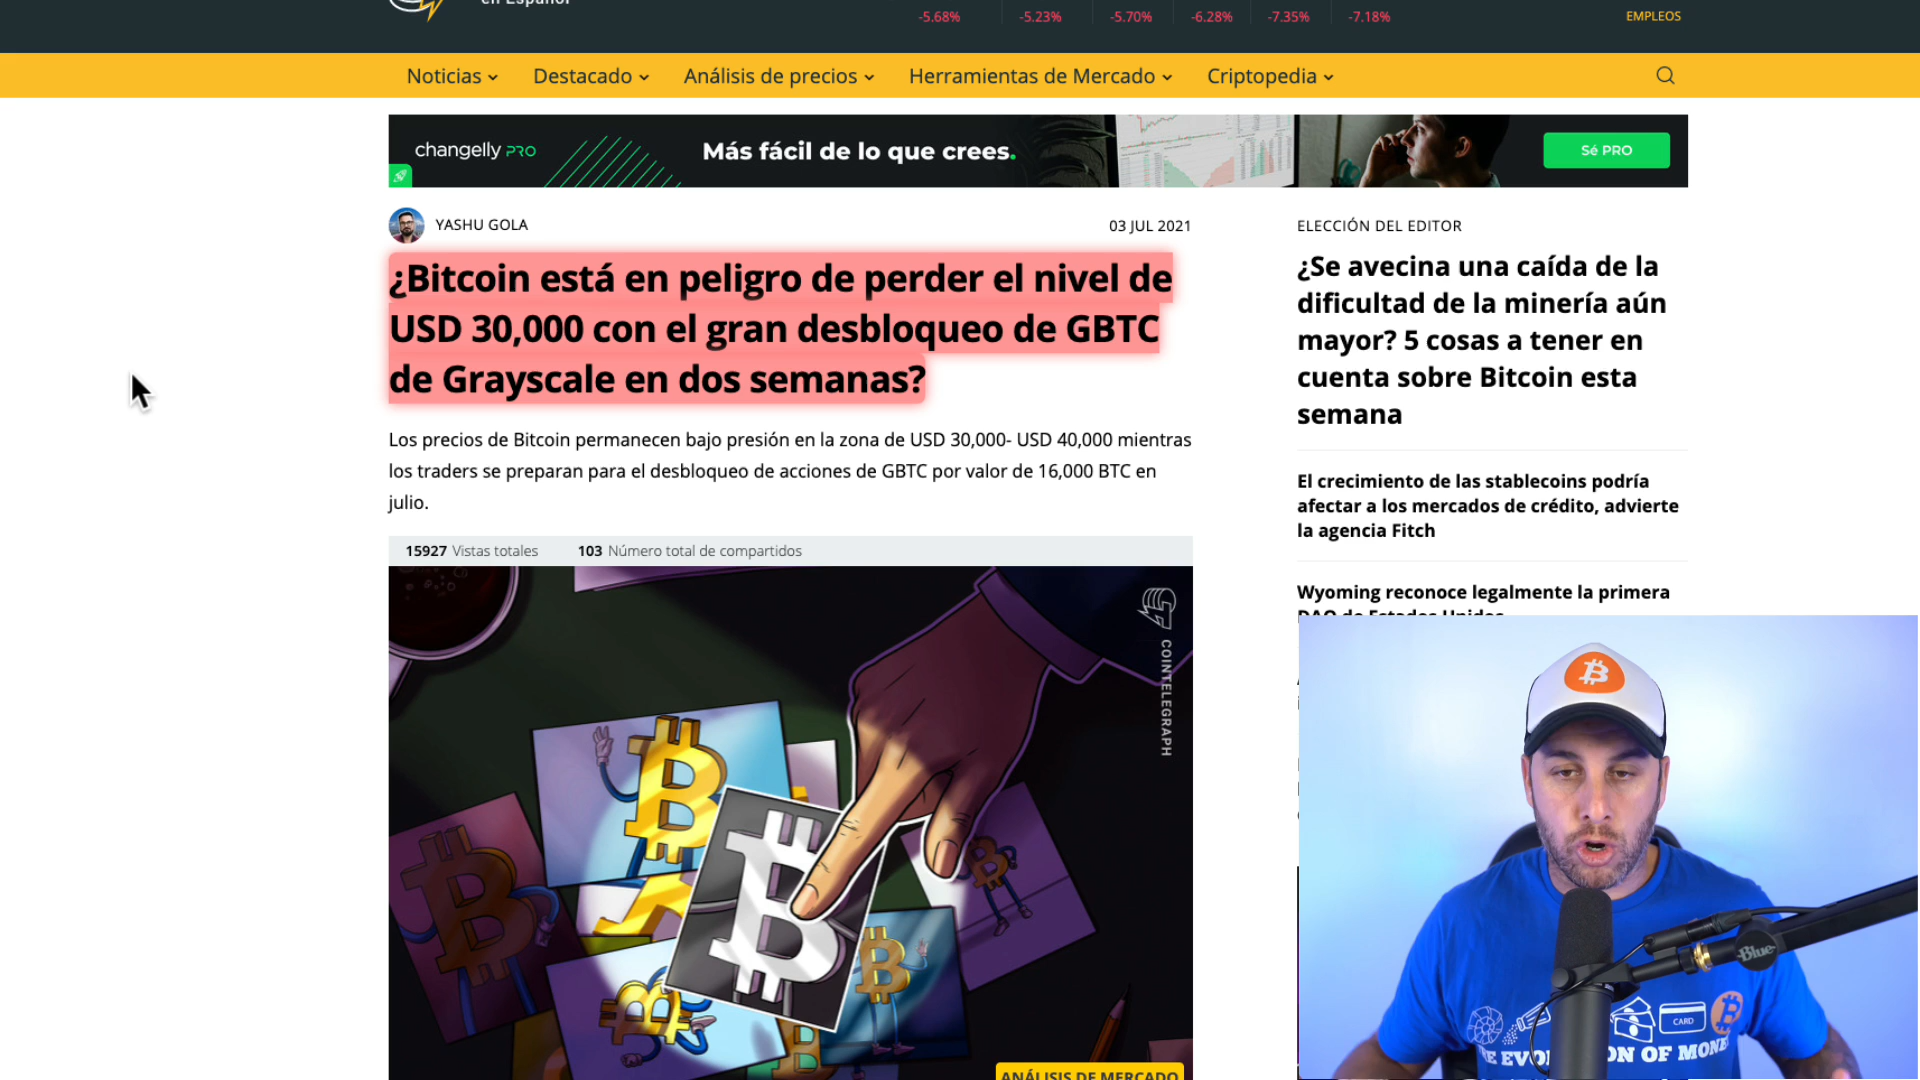 en Español
-5.68% -5.23% -5.70% -6.28% -7.35% -7.18%
EMPLEOS
Noticias Destacado Análisis de precios Herramientas de Mercado Criptopedia
changelly PRO
Más fácil de lo que crees.
Sé PRO
YASHU GOLA
03 JUL 2021
¿Bitcoin está en peligro de perder el nivel de
USD 30,000 con el gran desbloqueo de GBTC
de Grayscale en dos semanas?
Los precios de Bitcoin permanecen bajo presión en la zona de USD 30,000- USD 40,000 mientras
los traders se preparan para el desbloqueo de acciones de GBTC por valor de 16,000 BTC en
julio.
15927 Vistas totales 103 Número total de compartidos
COINTELEGRAPH
ANÁLISIS DE MERCADO
ELECCIÓN DEL EDITOR
¿Se avecina una caída de la
dificultad de la minería aún
mayor? 5 cosas a tener en
cuenta sobre Bitcoin esta
semana
El crecimiento de las stablecoins podría
afectar a los mercados de crédito, advierte
la agencia Fitch
Wyoming reconoce legalmente la primera
DAO de Estados Unidos
Blue
CARD
OF MONE